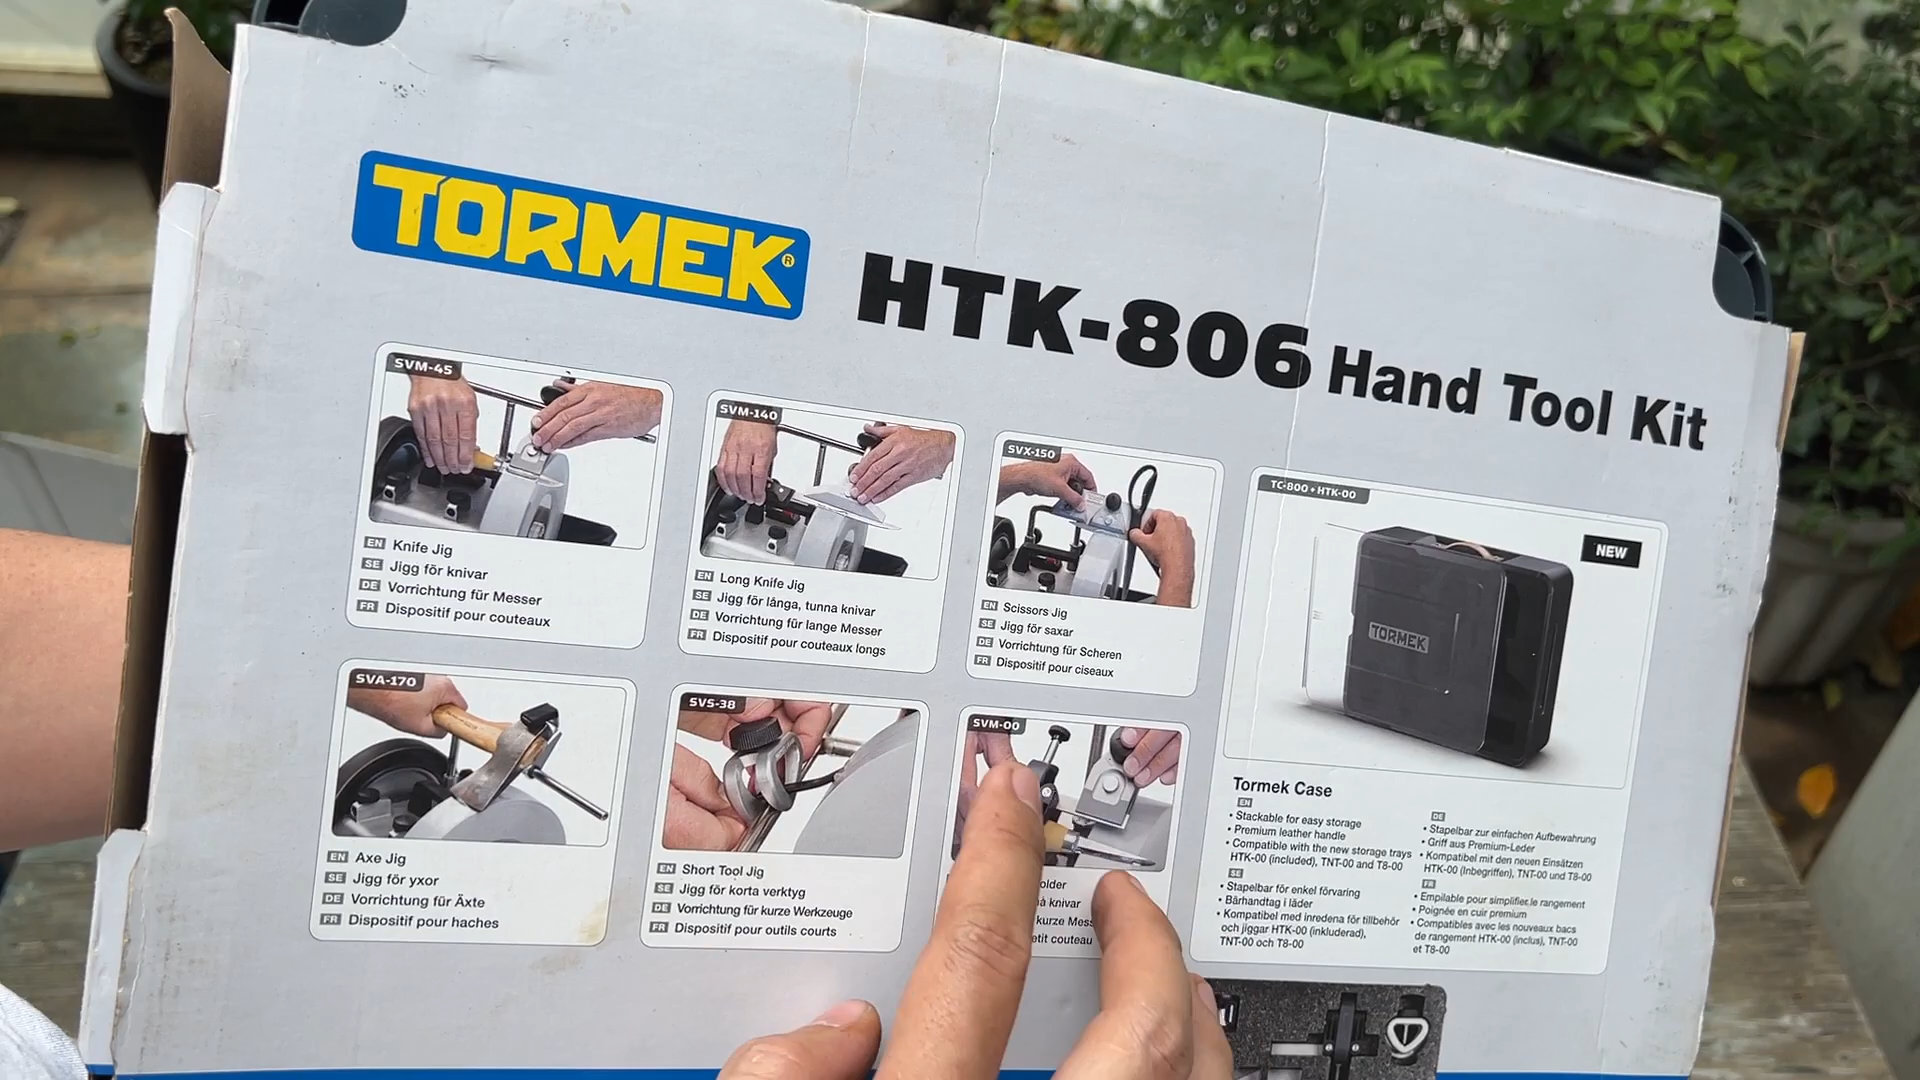 TORMEK®
HTK-806 Hand Tool Kit
SVM-45
EN Knife Jig
SE Jigg för knivar
DE Vorrichtung für Messer
FR Dispositif pour couteaux
SVM-140
EN Long Knife Jig
SE Jigg för långa, tunna knivar
DE Vorrichtung für lange Messer
FR Dispositif pour couteaux longs
SVX-150
EN Scissors Jig
SE Jigg för saxar
DE Vorrichtung für Scheren
FR Dispositif pour ciseaux
TC-800 + HTK-00
NEW
TORMEK
Tormek Case
EN
• Stackable for easy storage
• Premium leather handle
• Compatible with the new storage trays
HTK-00 (included), TNT-00 and T8-00
SE
• Stapelbar för enkel förvaring
• Bärhandtag i läder
• Kompatibel med inredena för tillbehör
och jiggar HTK-00 (inkluderad),
TNT-00 och T8-00
DE
• Stapelbar zur einfachen Aufbewahrung
• Griff aus Premium-Leder
• Kompatibel mit den neuen Einsätzen
HTK-00 (Inbegriffen), TNT-00 und T8-00
FR
• Empilable pour simplifier le rangement
• Poignée en cuir premium
• Compatibles avec les nouveaux bacs
de rangement HTK-00 (inclus), TNT-00
et T8-00
SVA-170
EN Axe Jig
SE Jigg för yxor
DE Vorrichtung für Äxte
FR Dispositif pour haches
SVS-38
EN Short Tool Jig
SE Jigg för korta verktyg
DE Vorrichtung für kurze Werkzeuge
FR Dispositif pour outils courts
SVM-00
knivar
kurze
couteau